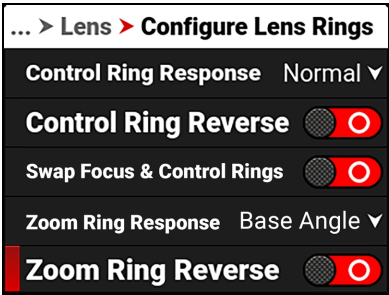 ... > Lens > Configure Lens Rings
Control Ring Response Normal
Control Ring Reverse
Swap Focus & Control Rings
Zoom Ring Response Base Angle
Zoom Ring Reverse